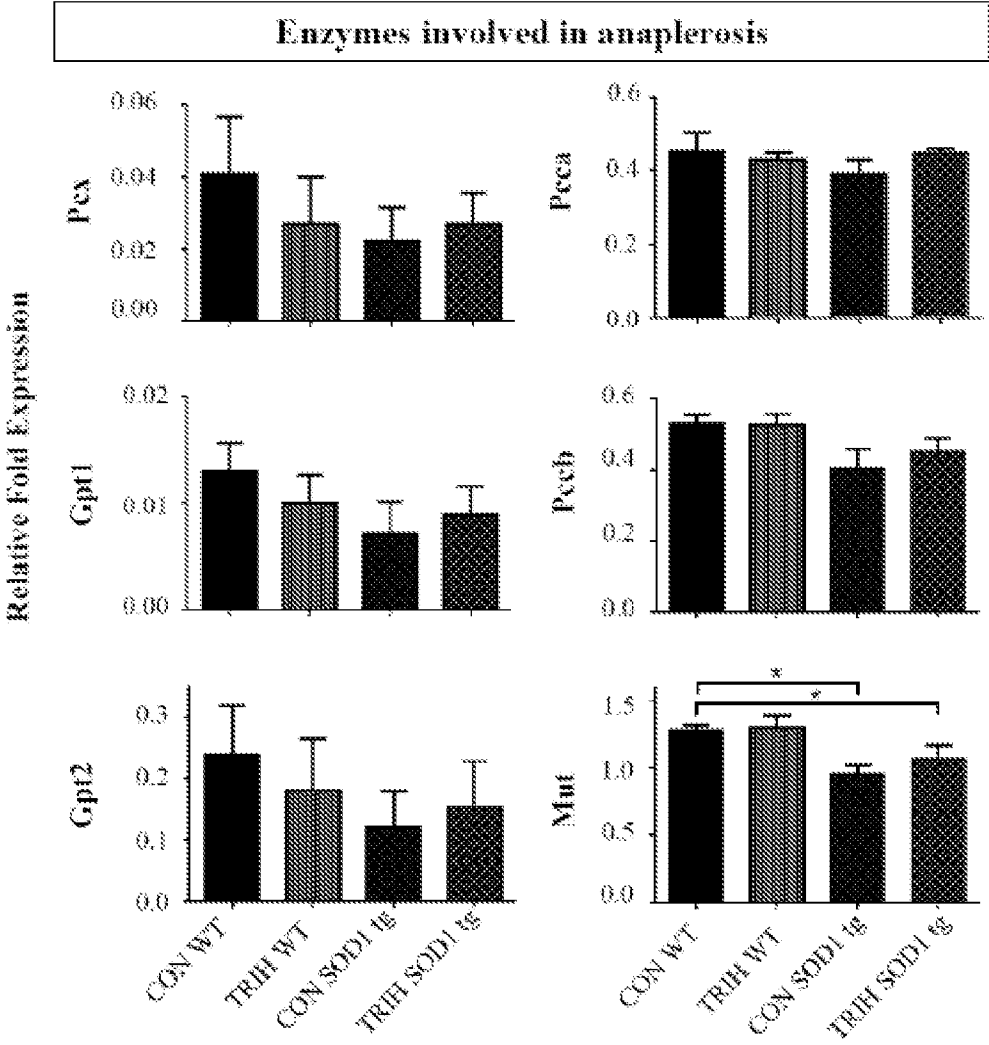 Enzymes involved in anaplerosis
Relative Fold Expression
Pcx
0.06
0.04
0.02
0.00
Pcca
0.6
0.4
0.2
0.0
Gpt1
0.02
0.01
0.00
Pccb
0.6
0.4
0.2
0.0
Gpt2
0.3
0.2
0.1
0.0
Mut
1.5
1.0
0.5
0.0
*
*
CON WT
TRIH WT
CON SOD1 tg
TRIH SOD1 tg
CON WT
TRIH WT
CON SOD1 tg
TRIH SOD1 tg